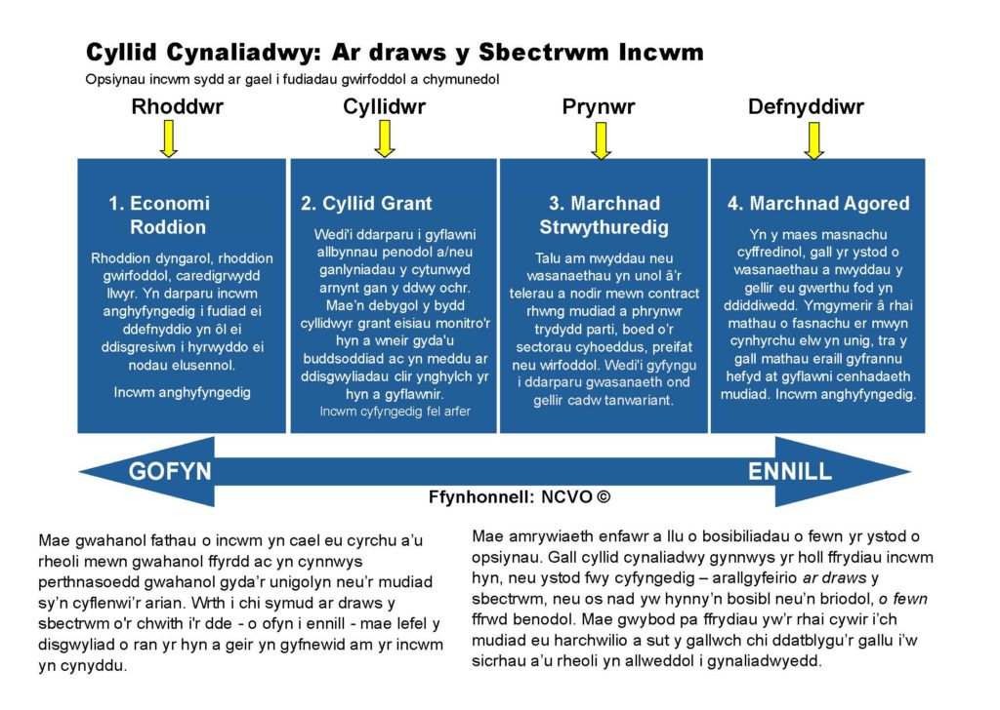 Cyllid Cynaliadwy: Ar draws y Sbectrwm Incwm
Opsiynau incwm sydd ar gael i fudiadau gwirfoddol a chymunedol
Rhoddwr
Cyllidwr
Prynwr
Defnyddiwr
1. Economi
Roddion
Rhoddion dyngarol, rhoddion
gwirfoddol, caredigrwydd
llwyr. Yn darparu incwm
anghyfyngedig i fudiad ei
ddefnyddio yn ôl ei
ddisgresiwn i hyrwyddo ei
nodau elusennol.
Incwm anghyfyngedig
2. Cyllid Grant
Wedi'i ddarparu i gyflawni
allbynnau penodol a/neu
ganlyniadau y cytunwyd
arnynt gan y ddwy ochr.
Mae’n debygol y bydd
cyllidwyr grant eisiau monitro'r
hyn a wneir gyda'u
buddsoddiad ac yn meddu ar
ddisgwyliadau clir ynghylch yr
hyn a gyflawnir.
Incwm cyfyngedig fel arfer
3. Marchnad
Strwythuredig
Talu am nwyddau neu
wasanaethau yn unol â’r
telerau a nodir mewn contract
rhwng mudiad a phrynwr
trydydd parti, boed o’r
sectorau cyhoeddus, preifat
neu wirfoddol. Wedi'i gyfyngu
i ddarparu gwasanaeth ond
gellir cadw tanwariant.
4. Marchnad Agored
Yn y maes masnachu
cyffredinol, gall yr ystod o
wasanaethau a nwyddau y
gellir eu gwerthu fod yn
ddiddiwedd. Ymgymerir â rhai
mathau o fasnachu er mwyn
cynhyrchu elw yn unig, tra y
gall mathau eraill gyfrannu
hefyd at gyflawni cenhadaeth
mudiad. Incwm anghyfyngedig.
GOFYN
ENNILL
Ffynhonnell: NCVO ©
Mae gwahanol fathau o incwm yn cael eu cyrchu a’u
rheoli mewn gwahanol ffyrdd ac yn cynnwys
perthnasoedd gwahanol gyda’r unigolyn neu’r mudiad
sy’n cyflenwi’r arian. Wrth i chi symud ar draws y
sbectrwm o'r chwith i'r dde - o ofyn i ennill - mae lefel y
disgwyliad o ran yr hyn a geir yn gyfnewid am yr incwm
yn cynyddu.
Mae amrywiaeth enfawr a llu o bosibiliadau o fewn yr ystod o
opsiynau. Gall cyllid cynaliadwy gynnwys yr holl ffrydiau incwm
hyn, neu ystod fwy cyfyngedig – arallgyfeirio ar draws y
sbectrwm, neu os nad yw hynny’n bosibl neu’n briodol, o fewn
ffrwd benodol. Mae gwybod pa ffrydiau yw’r rhai cywir i’ch
mudiad eu harchwilio a sut y gallwch chi ddatblygu’r gallu i’w
sicrhau a’u rheoli yn allweddol i gynaliadwyedd.